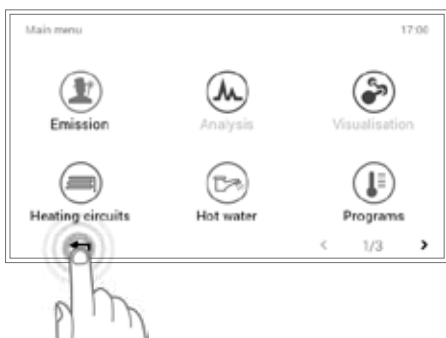 Main menu 17:00
Emission Analysis Visualisation
Heating circuits Hot water Programs
< 1/3 >